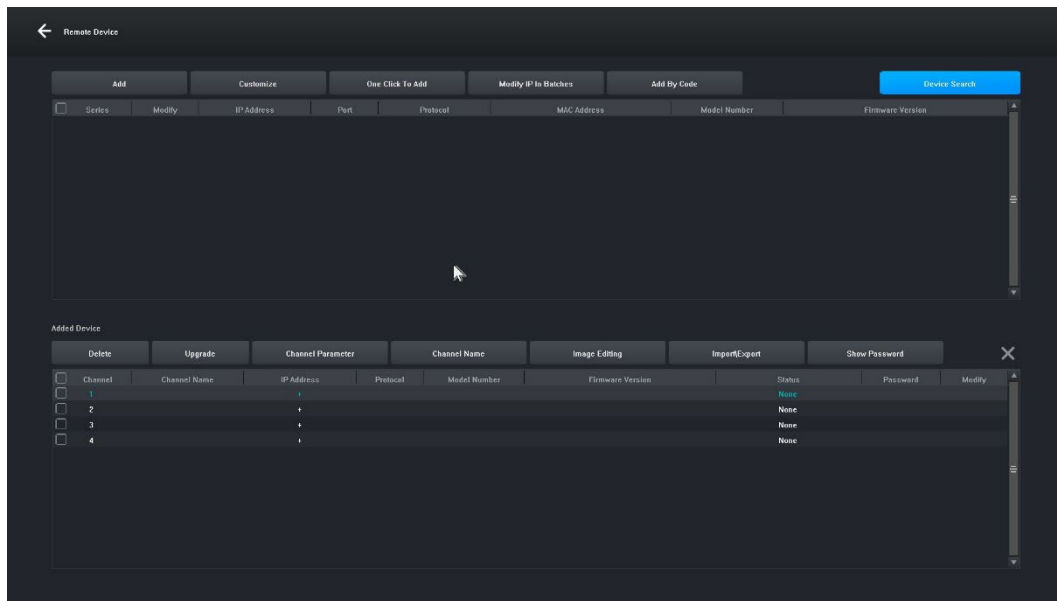 Remote Device
Add Customize One Click To Add Modify IP In Batches Add By Code Device Search
Series Modify IP Address Port Protocol MAC Address Model Number Firmware Version
Added Device
Delete Upgrade Channel Parameter Channel Name Image Editing Import\Export Show Password
Channel Channel Name IP Address Protocol Model Number Firmware Version Status Password Modify
1 + None
2 + None
3 + None
4 + None